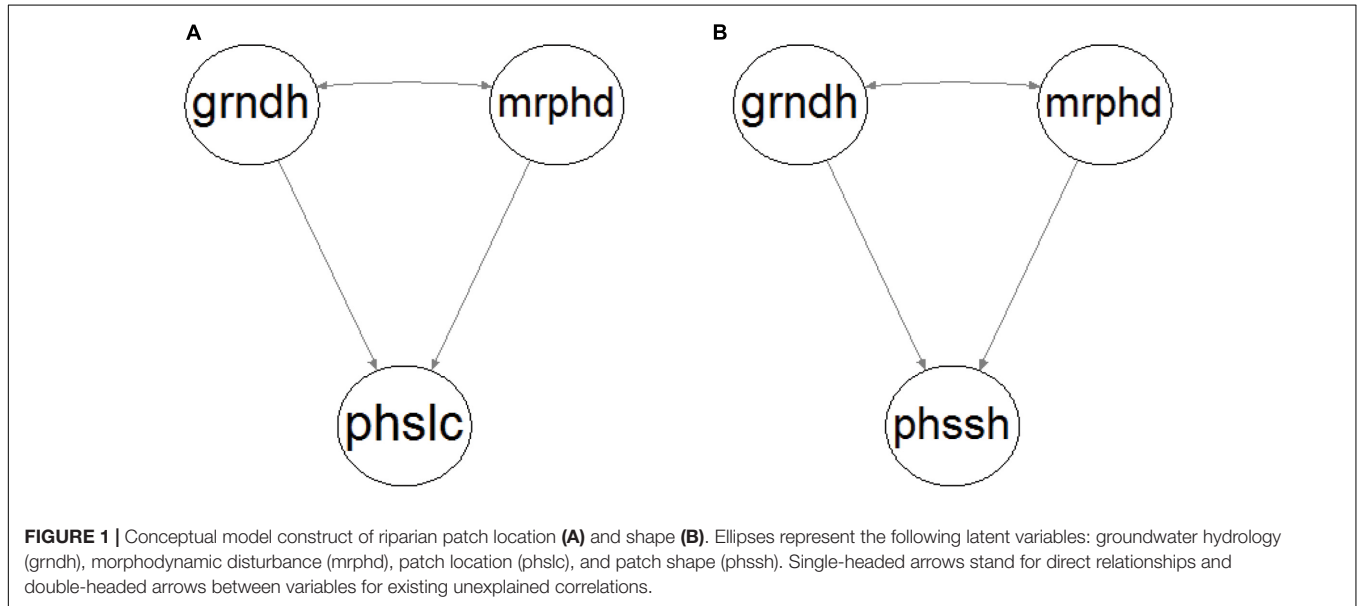 A B
grndh mrphd grndh mrphd
phslc phssh
FIGURE 1 | Conceptual model construct of riparian patch location (A) and shape (B). Ellipses represent the following latent variables: groundwater hydrology
(grndh), morphodynamic disturbance (mrphd), patch location (phslc), and patch shape (phssh). Single-headed arrows stand for direct relationships and
double-headed arrows between variables for existing unexplained correlations.